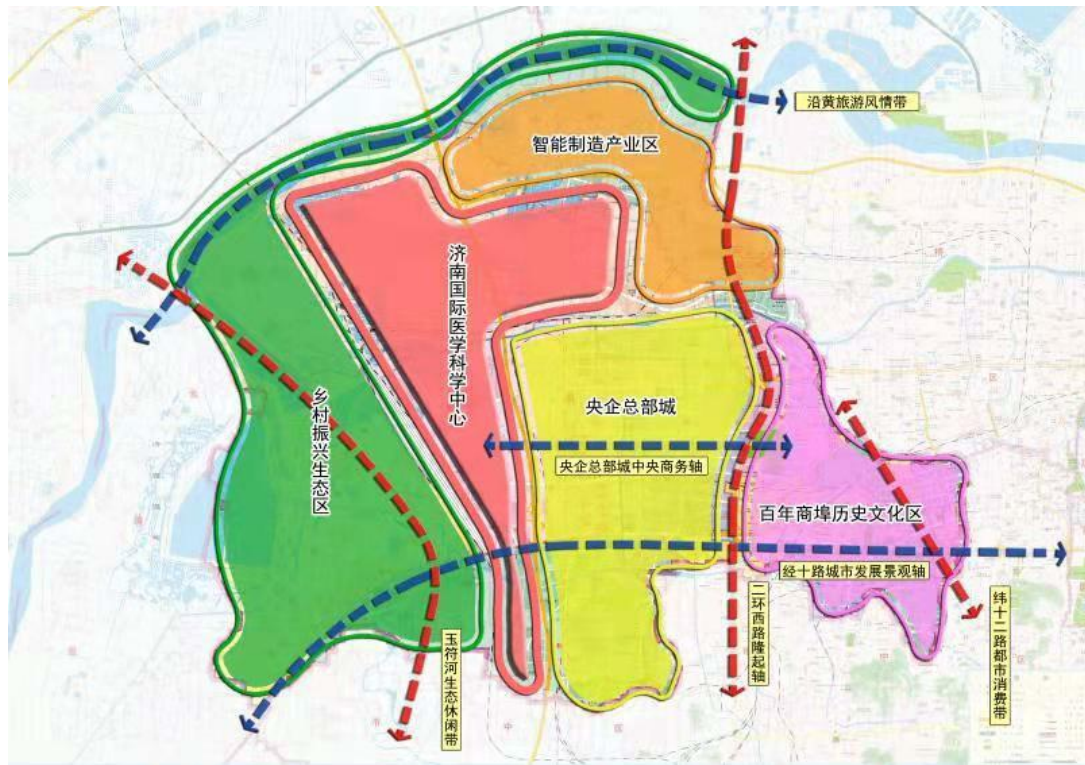 沿黄旅游风情带
智能制造产业区
济南国际医学科学中心
乡村振兴生态区
央企总部城
央企总部城中央商务轴
百年商埠历史文化区
经十路城市发展景观轴
二环西路隆起轴
纬十二路都市消费带
玉符河生态休闲带